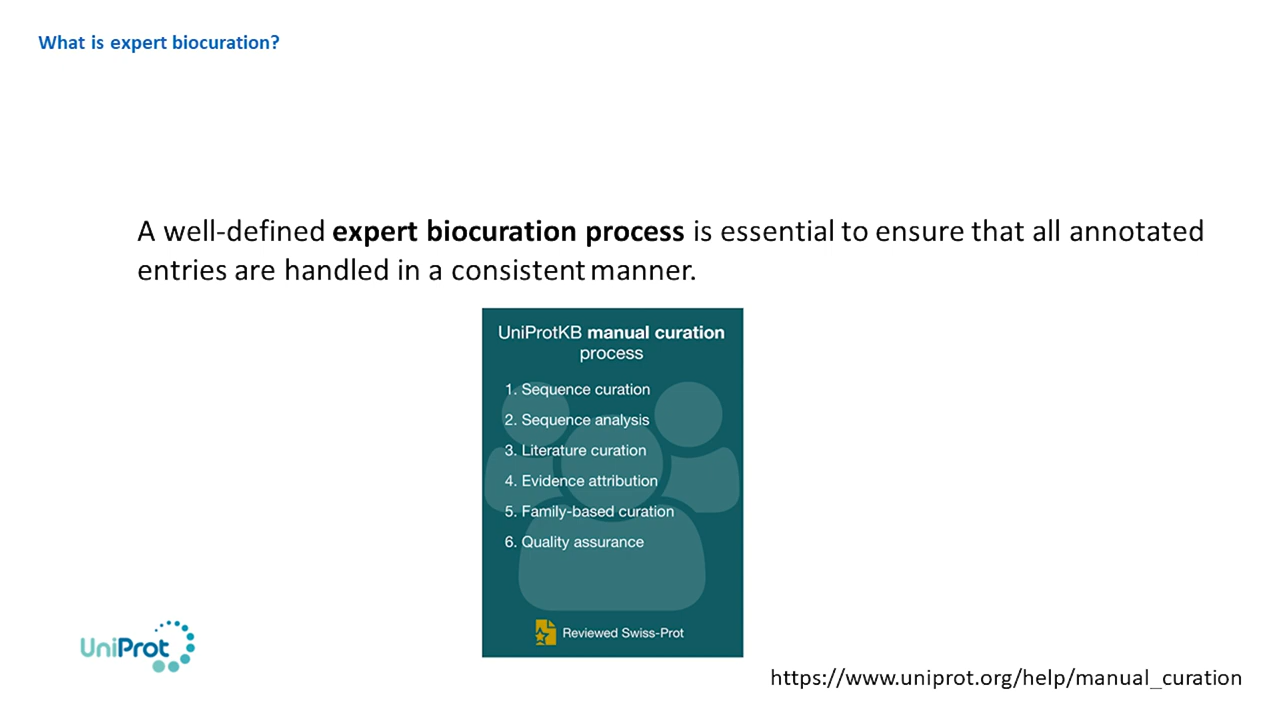 What is expert biocuration?
A well-defined expert biocuration process is essential to ensure that all annotated
entries are handled in a consistent manner.
UniProtKB manual curation
process
1. Sequence curation
2. Sequence analysis
3. Literature curation
4. Evidence attribution
5. Family-based curation
6. Quality assurance
Reviewed Swiss-Prot
UniProt
https://www.uniprot.org/help/manual_curation